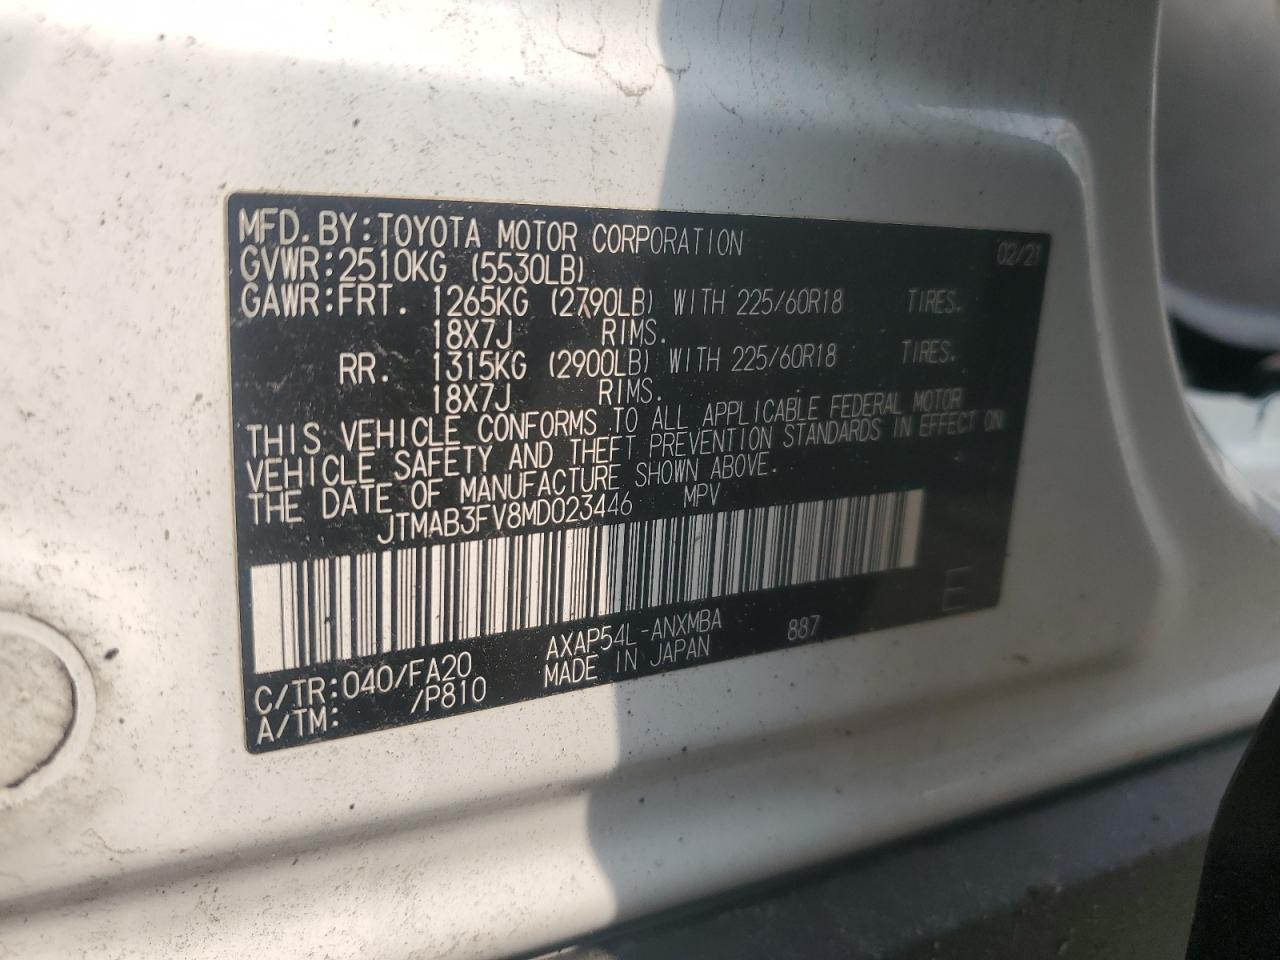 MFD. BY: TOYOTA MOTOR CORPORATION 02/21
GVWR: 2510KG (5530LB)
GAWR: FRT. 1265KG (2790LB) WITH 225/60R18 TIRES.
18X7J RIMS.
RR. 1315KG (2900LB) WITH 225/60R18 TIRES.
18X7J RIMS.
THIS VEHICLE CONFORMS TO ALL APPLICABLE FEDERAL MOTOR
VEHICLE SAFETY AND THEFT PREVENTION STANDARDS IN EFFECT ON
THE DATE OF MANUFACTURE SHOWN ABOVE.
JTMAB3FV8MD023446 MPV
E
C/TR: 040/FA20 AXAP54L-ANXMBA 887
A/TM: /P810 MADE IN JAPAN